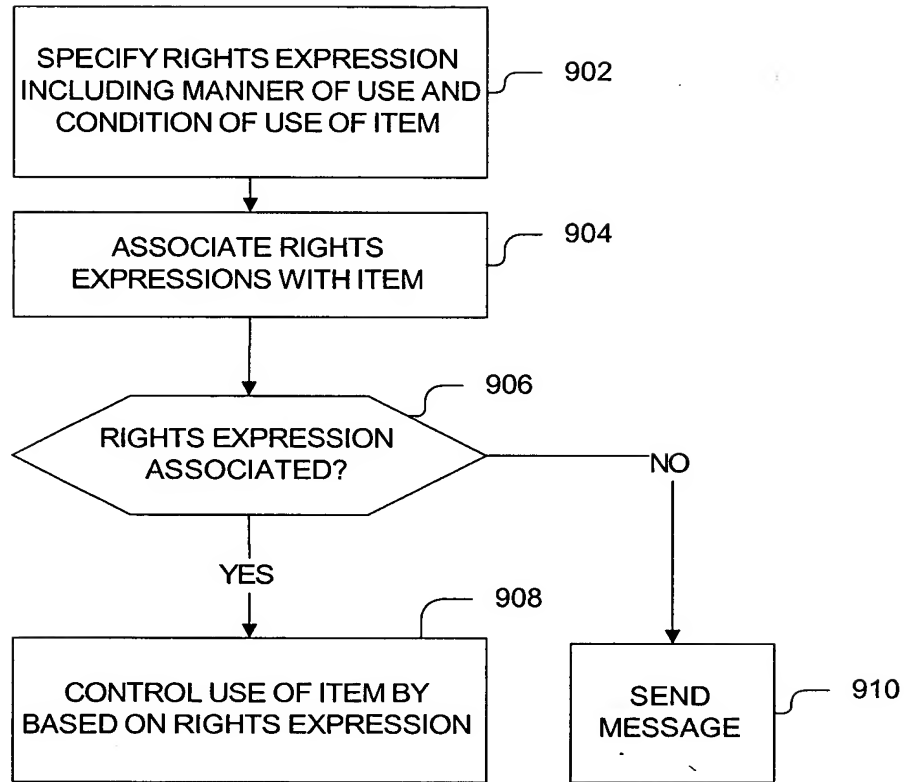 SPECIFY RIGHTS EXPRESSION
INCLUDING MANNER OF USE AND
CONDITION OF USE OF ITEM
902
ASSOCIATE RIGHTS
EXPRESSIONS WITH ITEM
904
906
RIGHTS EXPRESSION
ASSOCIATED?
NO
YES
908
CONTROL USE OF ITEM BY
BASED ON RIGHTS EXPRESSION
SEND
MESSAGE
910